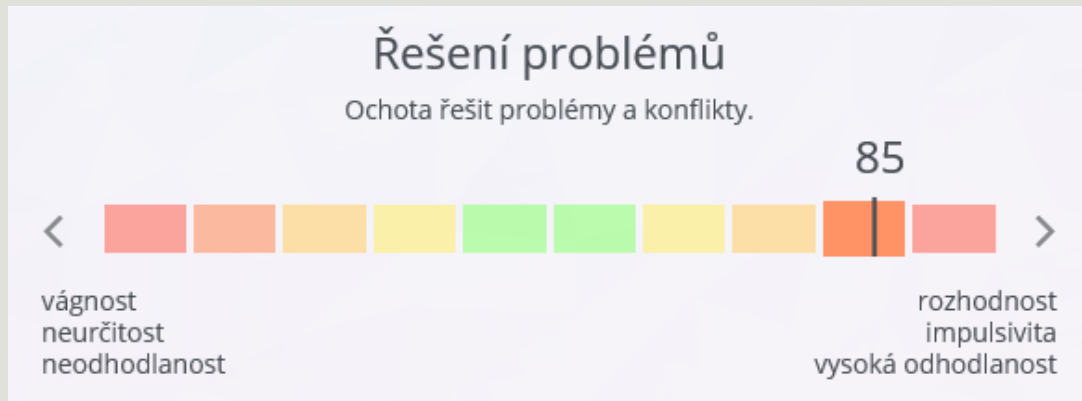 Řešení problémů
Ochota řešit problémy a konflikty.
85
vágnost
neurčitost
neodhodlanost
rozhodnost
impulsivita
vysoká odhodlanost